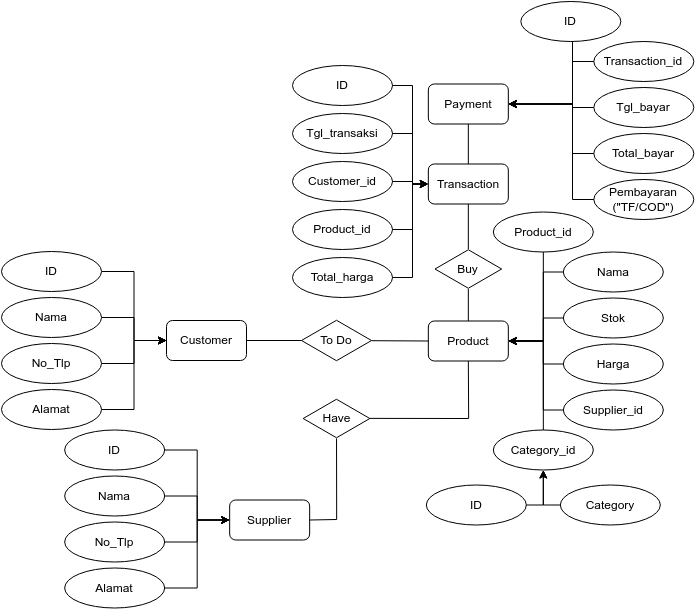 ID
Transaction_id
Tgl_bayar
Total_bayar
Pembayaran
("TF/COD")
Payment
ID
Tgl_transaksi
Customer_id
Product_id
Total_harga
Transaction
Buy
Product_id
Nama
Stok
Harga
Supplier_id
Category_id
ID
Category
Product
To Do
Customer
ID
Nama
No_Tlp
Alamat
Have
Supplier
ID
Nama
No_Tlp
Alamat